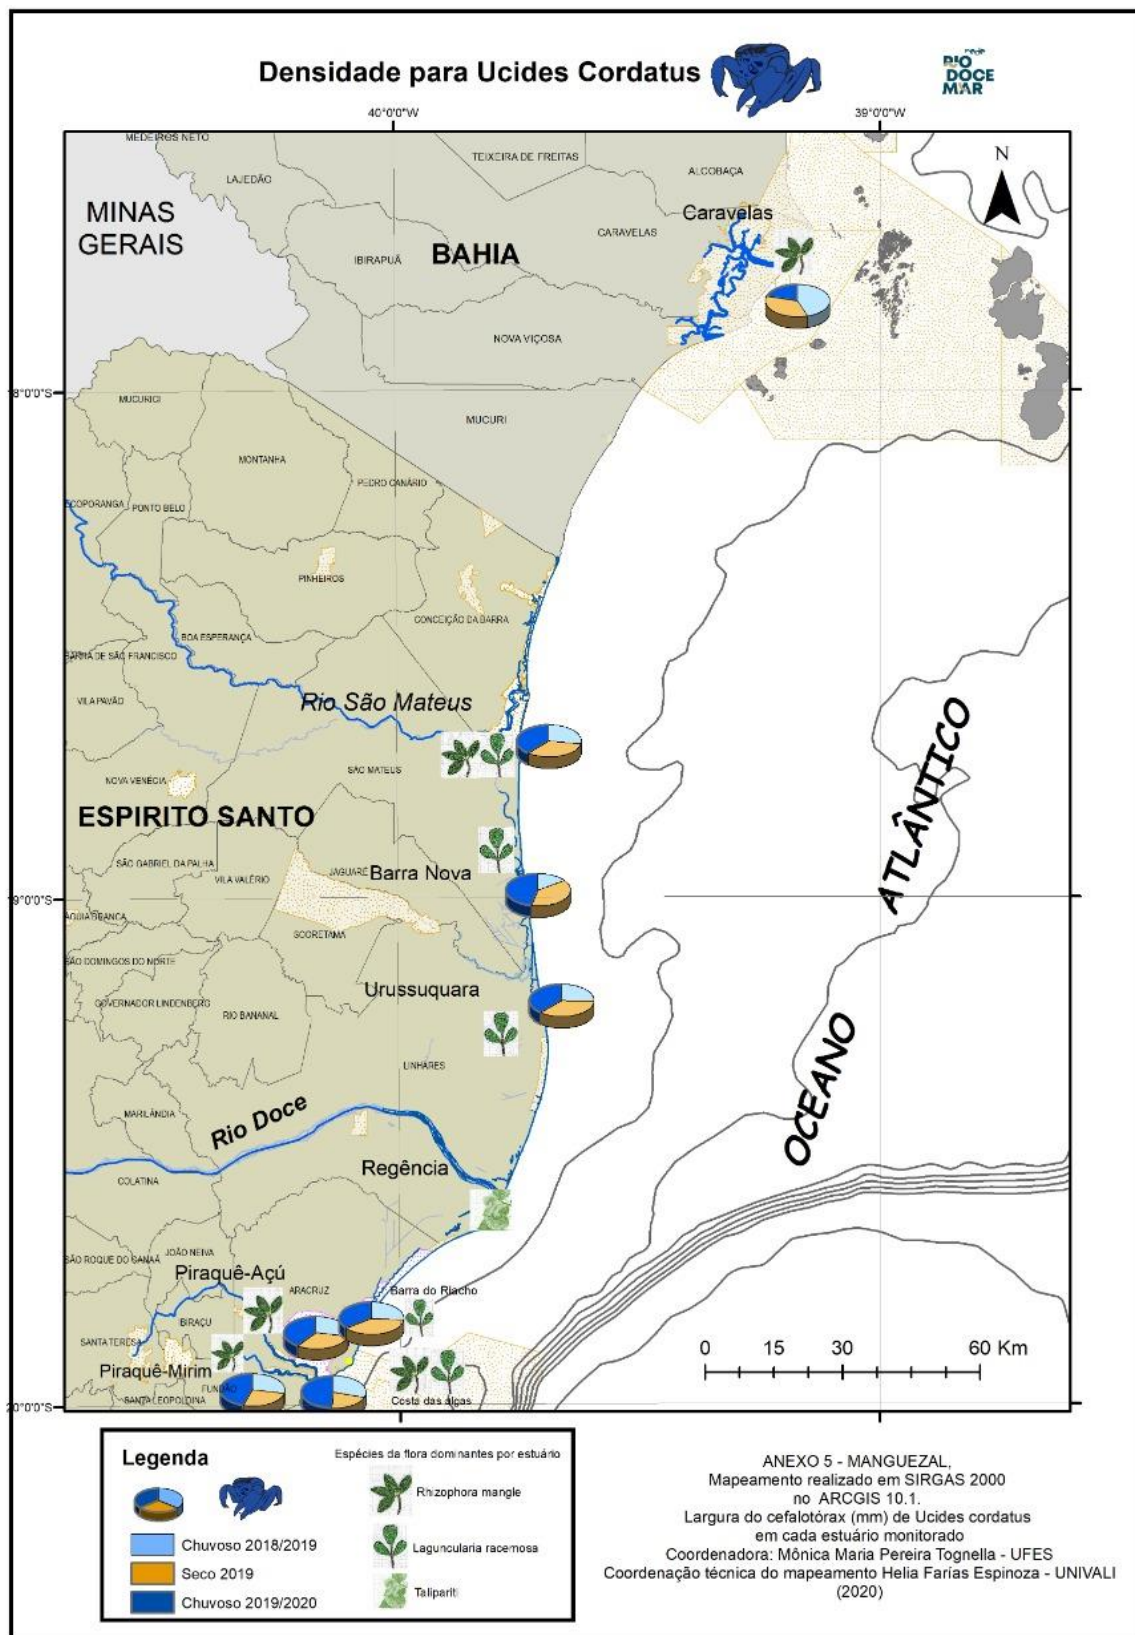 Densidade para Ucides Cordatus
rede
RIO
DOCE
MAR
40°0'0"W
39°0'0"W
MEDEIROS NETO
TEIXEIRA DE FREITAS
ALCOBAÇA
LAJEDÃO
N
MINAS
GERAIS
Caravelas
CARAVELAS
BAHIA
IBIRAPUÃ
NOVA VIÇOSA
18°0'0"S
MUCURICI
MUCURI
MONTANHA
PEDRO CANÁRIO
ECOPORANGA
PONTO BELO
PINHEIROS
CONCEIÇÃO DA BARRA
BOA ESPERANÇA
BARRA DE SÃO FRANCISCO
VILA PAVÃO
Rio São Mateus
NOVA VENÉCIA
SÃO MATEUS
ESPIRITO SANTO
ATLÂNTICO
SÃO GABRIEL DA PALHA
VILA VALÉRIO
JAGUARÉ
Barra Nova
19°0'0"S
ÁGUIA BRANCA
SOORETAMA
SÃO DOMINGOS DO NORTE
Urussuquara
GOVERNADOR LINDENBERG
RIO BANANAL
OCEANO
LINHARES
MARILÂNDIA
Rio Doce
Regência
COLATINA
SÃO ROQUE DO CANAÃ
JOÃO NEIVA
Piraquê-Açú
ARACRUZ
Barra do Riacho
IBIRAÇU
SANTA TERESA
0 15 30 60 Km
Piraquê-Mirim
FUNDÃO
SANTA LEOPOLDINA
Costa das algas
20°0'0"S
Legenda
Chuvoso 2018/2019
Seco 2019
Chuvoso 2019/2020
Espécies da flora dominantes por estuário
Rhizophora mangle
Laguncularia racemosa
Talipariti
ANEXO 5 - MANGUEZAL,
Mapeamento realizado em SIRGAS 2000
no ARCGIS 10.1.
Largura do cefalotórax (mm) de Ucides cordatus
em cada estuário monitorado
Coordenadora: Mônica Maria Pereira Tognella - UFES
Coordenação técnica do mapeamento Helia Farías Espinoza - UNIVALI
(2020)